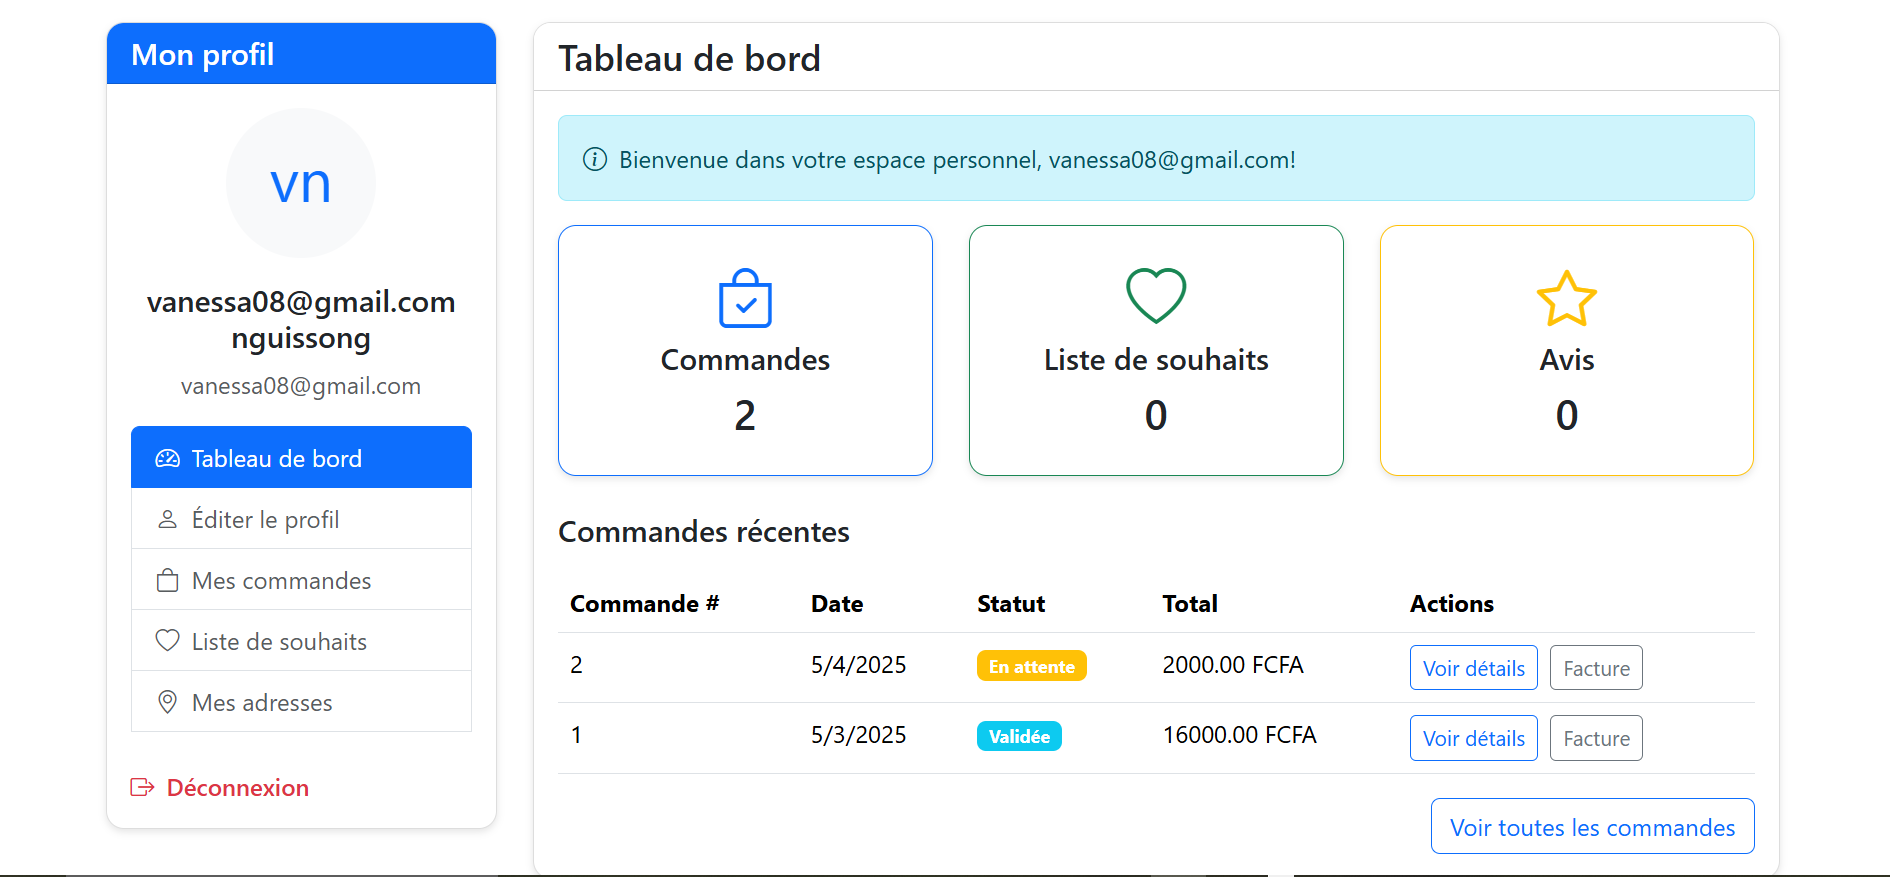 Mon profil
vn
vanessa08@gmail.com
nguissong
vanessa08@gmail.com
Tableau de bord
Éditer le profil
Mes commandes
Liste de souhaits
Mes adresses
Déconnexion
Tableau de bord
Bienvenue dans votre espace personnel, vanessa08@gmail.com!
Commandes
2
Liste de souhaits
0
Avis
0
Commandes récentes
Commande # Date Statut Total Actions
2 5/4/2025 En attente 2000.00 FCFA Voir détails Facture
1 5/3/2025 Validée 16000.00 FCFA Voir détails Facture
Voir toutes les commandes